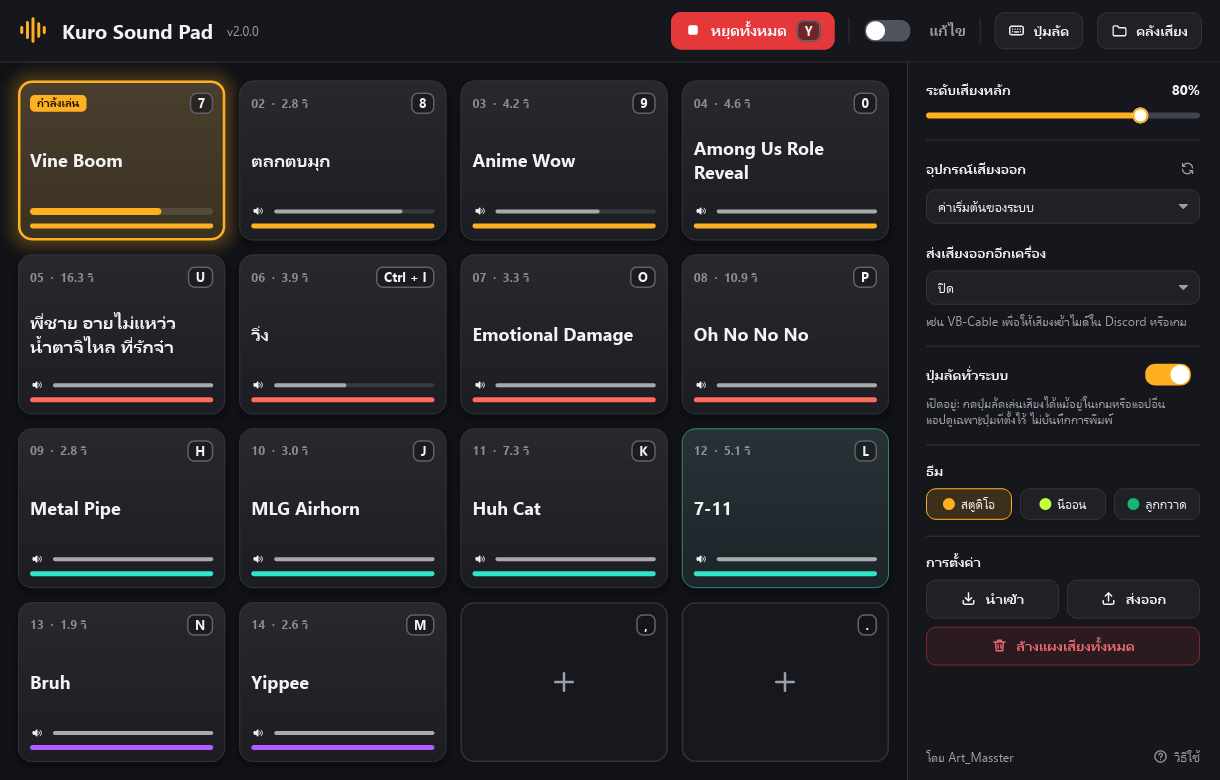 Kuro Sound Pad v2.0.0
หยุดทั้งหมด Y
แก้ไข
ปุ่มลัด
คลังเสียง
กำลังเล่น 7
Vine Boom
02 · 2.8 วิ 8
ตลกตบมุก
03 · 4.2 วิ 9
Anime Wow
04 · 4.6 วิ 0
Among Us Role
Reveal
05 · 16.3 วิ U
พี่ชาย อายไม่แหว่ว
น้ำตาจิไหล ที่รักจ๋า
06 · 3.9 วิ Ctrl + I
วิ่ง
07 · 3.3 วิ O
Emotional Damage
08 · 10.9 วิ P
Oh No No No
09 · 2.8 วิ H
Metal Pipe
10 · 3.0 วิ J
MLG Airhorn
11 · 7.3 วิ K
Huh Cat
12 · 5.1 วิ L
7-11
13 · 1.9 วิ N
Bruh
14 · 2.6 วิ M
Yippee
,
.
ระดับเสียงหลัก 80%
อุปกรณ์เสียงออก
ค่าเริ่มต้นของระบบ
ส่งเสียงออกอีกเครื่อง
ปิด
เช่น VB-Cable เพื่อให้เสียงเข้าไมค์ใน Discord หรือเกม
ปุ่มลัดทั่วระบบ
เปิดอยู่: กดปุ่มลัดเล่นเสียงได้แม้อยู่ในเกมหรือแอปอื่น
แอปดูเฉพาะปุ่มที่ตั้งไว้ ไม่บันทึกการพิมพ์
ธีม
สตูดิโอ
นีออน
ลูกกวาด
การตั้งค่า
นำเข้า
ส่งออก
ล้างแผงเสียงทั้งหมด
โดย Art_Masster
วิธีใช้